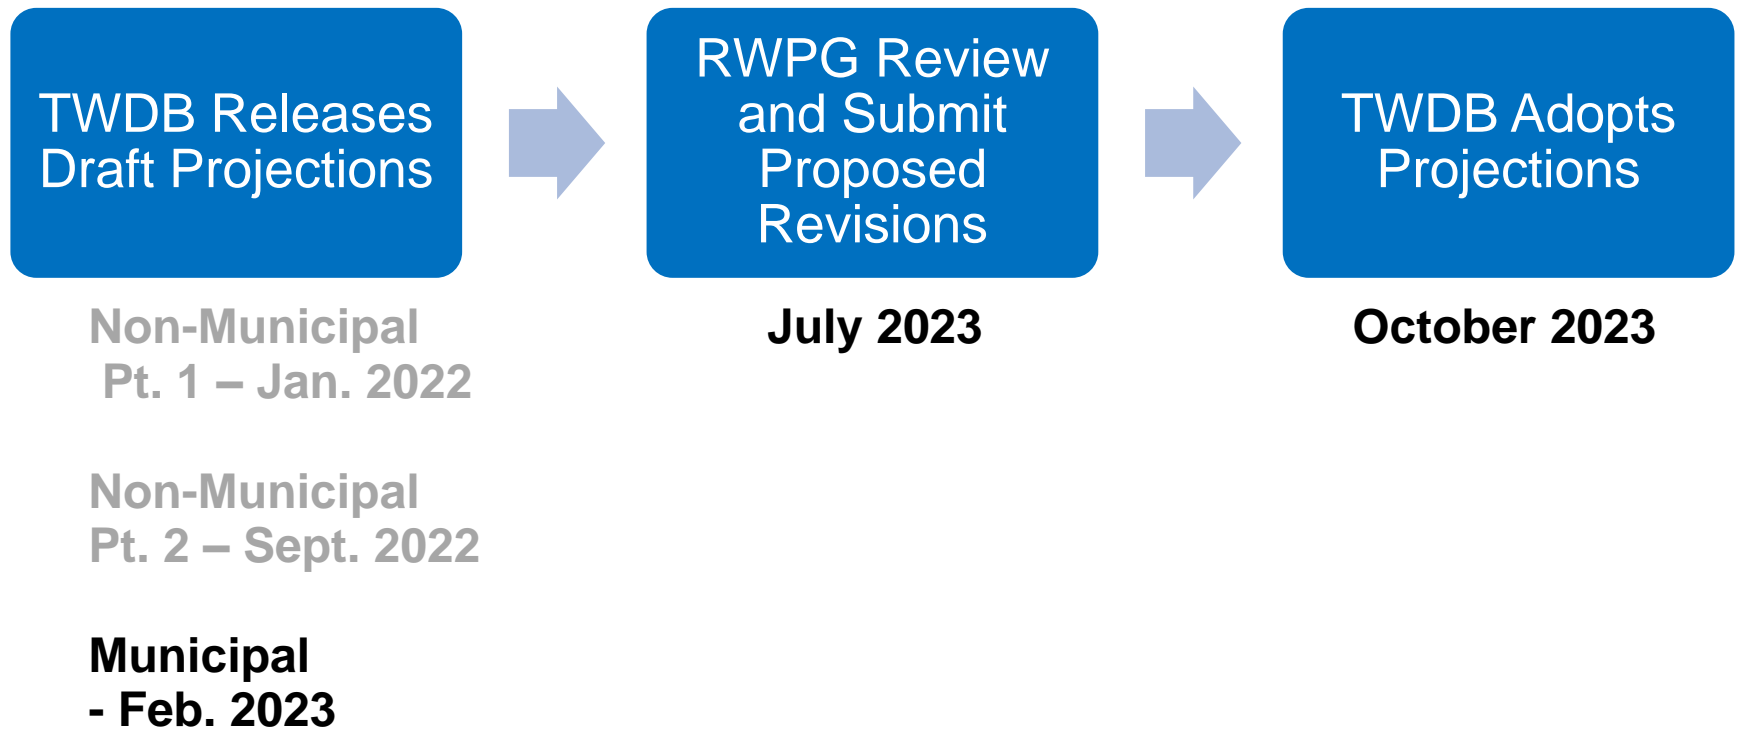 TWDB Releases
Draft Projections
RWPG Review
and Submit
Proposed
Revisions
TWDB Adopts
Projections
Non-Municipal
Pt. 1 – Jan. 2022
Non-Municipal
Pt. 2 – Sept. 2022
Municipal
- Feb. 2023
July 2023
October 2023